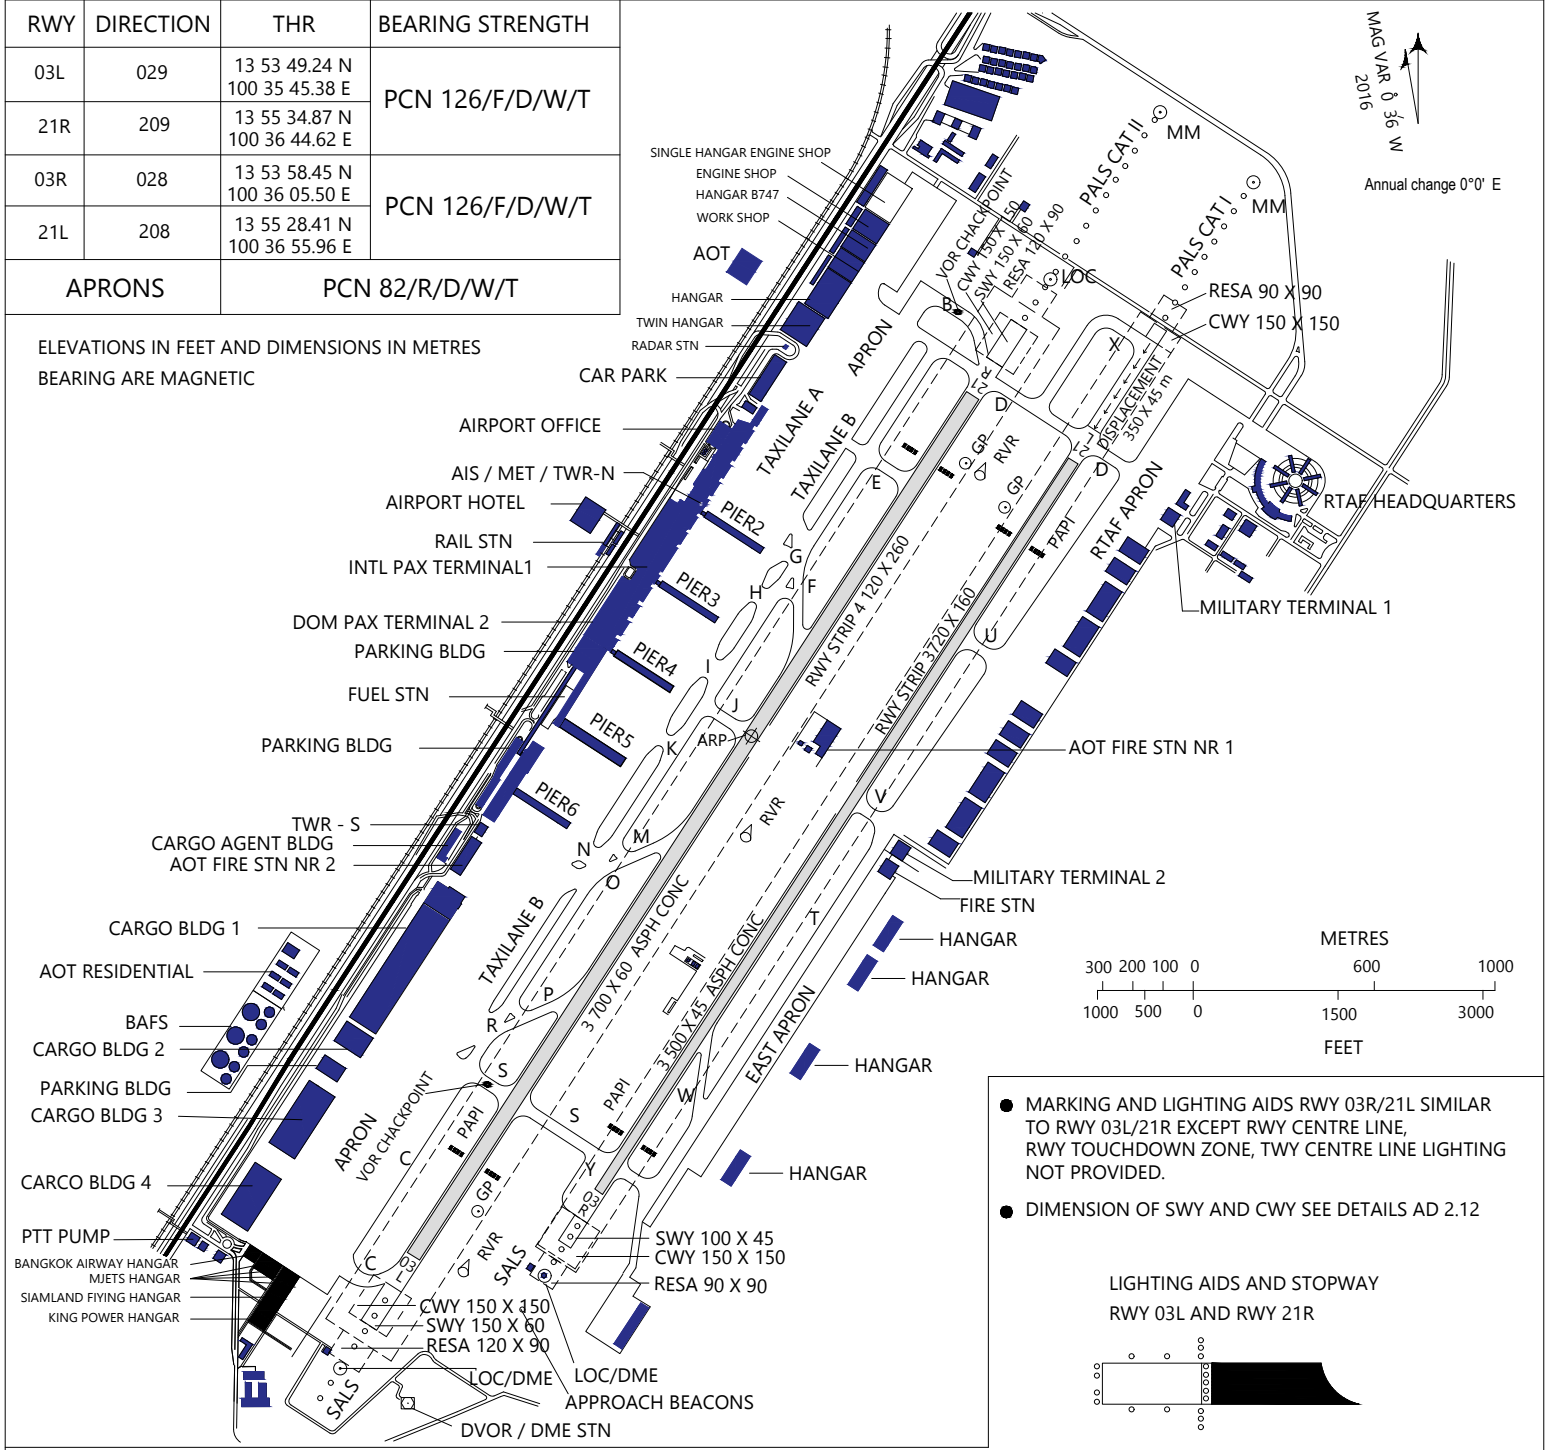 RWY DIRECTION THR BEARING STRENGTH
03L 029 13 53 49.24 N
100 35 45.38 E
PCN 126/F/D/W/T
21R 209 13 55 34.87 N
100 36 44.62 E
03R 028 13 53 58.45 N
100 36 05.50 E
PCN 126/F/D/W/T
21L 208 13 55 28.41 N
100 36 55.96 E
APRONS PCN 82/R/D/W/T
ELEVATIONS IN FEET AND DIMENSIONS IN METRES
BEARING ARE MAGNETIC
MAG VAR 0° 36' W
2016
Annual change 0°0' E
SINGLE HANGAR ENGINE SHOP
ENGINE SHOP
HANGAR B747
WORK SHOP
AOT
HANGAR
TWIN HANGAR
RADAR STN
CAR PARK
AIRPORT OFFICE
AIS / MET / TWR-N
AIRPORT HOTEL
RAIL STN
INTL PAX TERMINAL1
DOM PAX TERMINAL 2
PARKING BLDG
FUEL STN
PARKING BLDG
TWR - S
CARGO AGENT BLDG
AOT FIRE STN NR 2
CARGO BLDG 1
AOT RESIDENTIAL
BAFS
CARGO BLDG 2
PARKING BLDG
CARGO BLDG 3
CARCO BLDG 4
PTT PUMP
BANGKOK AIRWAY HANGAR
MJETS HANGAR
SIAMLAND FIYING HANGAR
KING POWER HANGAR
PALS CAT II
MM
PALS CAT I
MM
VOR CHACKPOINT
CWY 150 X 150
SWY 150 X 60
RESA 120 X 90
LOC
RESA 90 X 90
CWY 150 X 150
B
X
APRON
TAXILANE A
TAXILANE B
21R
D
DISPLACEMENT
350 X 45 m
21L
D
GP
RVR
GP
E
PAPI
RTAF APRON
RTAF HEADQUARTERS
MILITARY TERMINAL 1
PIER2
PIER3
PIER4
PIER5
PIER6
G
H
F
I
J
K
ARP
M
N
O
RWY STRIP 4 120 X 260
RWY STRIP 3720 X 160
U
V
AOT FIRE STN NR 1
RVR
MILITARY TERMINAL 2
FIRE STN
HANGAR
HANGAR
HANGAR
HANGAR
T
TAXILANE B
P
R
S
3 700 X 60 ASPH CONC
3 500 X 45 ASPH CONC
EAST APRON
W
S
PAPI
Y
03R
APRON
VOR CHACKPOINT
C
PAPI
GP
RVR
C
03L
SALS
SWY 100 X 45
CWY 150 X 150
RESA 90 X 90
CWY 150 X 150
SWY 150 X 60
RESA 120 X 90
LOC/DME
LOC/DME
APPROACH BEACONS
SALS
DVOR / DME STN
METRES
300 200 100 0 600 1000
1000 500 0 1500 3000
FEET
● MARKING AND LIGHTING AIDS RWY 03R/21L SIMILAR
TO RWY 03L/21R EXCEPT RWY CENTRE LINE,
RWY TOUCHDOWN ZONE, TWY CENTRE LINE LIGHTING
NOT PROVIDED.
● DIMENSION OF SWY AND CWY SEE DETAILS AD 2.12
LIGHTING AIDS AND STOPWAY
RWY 03L AND RWY 21R